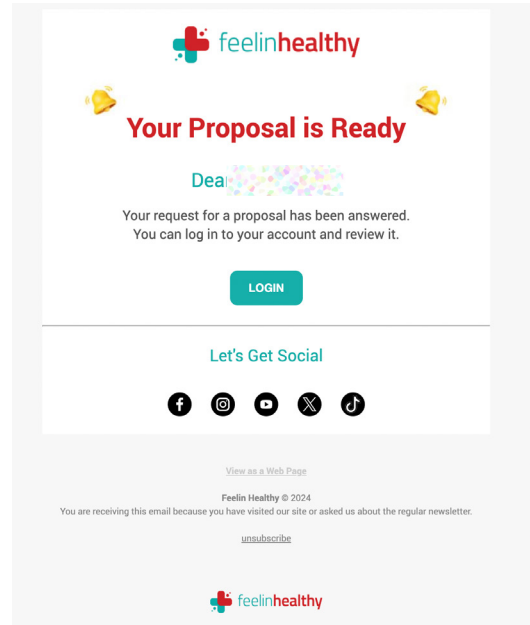 feelinhealthy
Your Proposal is Ready
Dear
Your request for a proposal has been answered.
You can log in to your account and review it.
LOGIN
Let's Get Social
View as a Web Page
Feelin Healthy © 2024
You are receiving this email because you have visited our site or asked us about the regular newsletter.
unsubscribe
feelinhealthy